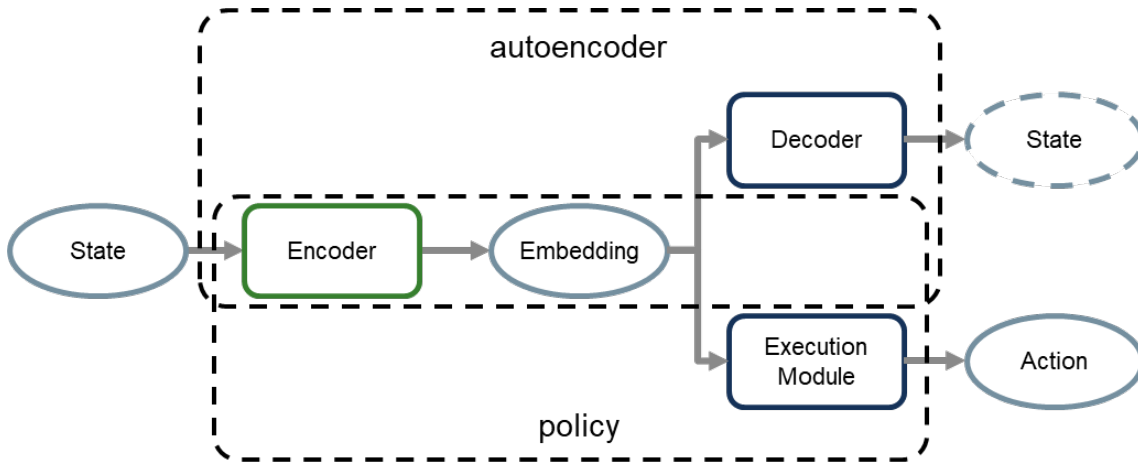 autoencoder
Decoder
State
State
Encoder
Embedding
Execution
Module
Action
policy